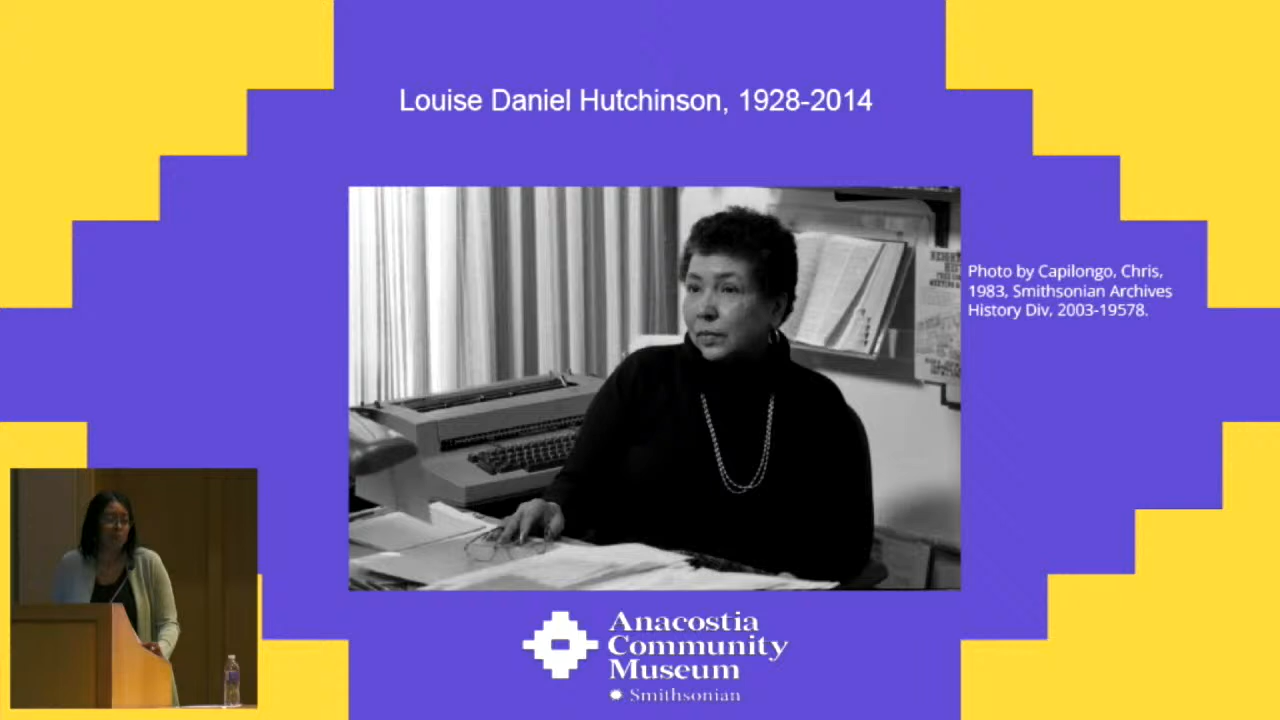 Louise Daniel Hutchinson, 1928-2014
Photo by Capilongo, Chris,
1983, Smithsonian Archives
History Div, 2003-19578.
Anacostia
Community
Museum
Smithsonian